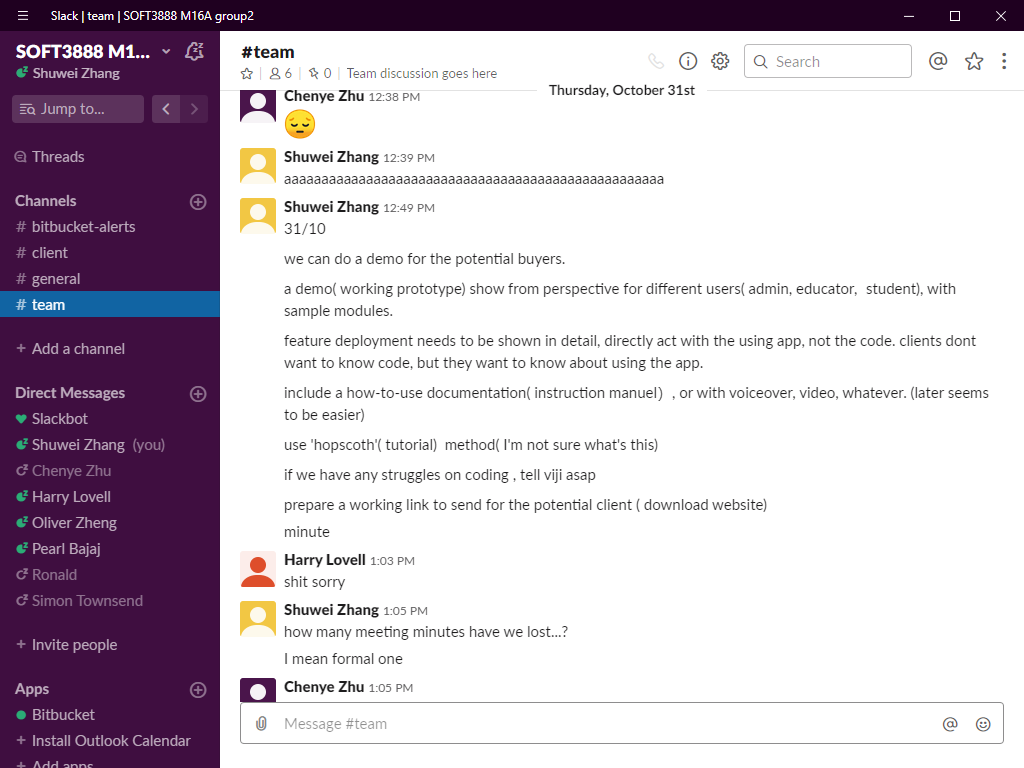 Slack | team | SOFT3888 M16A group2
SOFT3888 M1...
Shuwei Zhang
Jump to...
Threads
Channels
# bitbucket-alerts
# client
# general
# team
+ Add a channel
Direct Messages
Slackbot
Shuwei Zhang (you)
Chenye Zhu
Harry Lovell
Oliver Zheng
Pearl Bajaj
Ronald
Simon Townsend
+ Invite people
Apps
Bitbucket
+ Install Outlook Calendar
+ Add apps
#team
6 | 0 | Team discussion goes here
Search
Thursday, October 31st
Chenye Zhu 12:38 PM
😔
Shuwei Zhang 12:39 PM
aaaaaaaaaaaaaaaaaaaaaaaaaaaaaaaaaaaaaaaaaaaaaaaaaaa
Shuwei Zhang 12:49 PM
31/10
we can do a demo for the potential buyers.
a demo( working prototype) show from perspective for different users( admin, educator,  student), with
sample modules.
feature deployment needs to be shown in detail, directly act with the using app, not the code. clients dont
want to know code, but they want to know about using the app.
include a how-to-use documentation( instruction manuel）, or with voiceover, video, whatever. (later seems
to be easier)
use 'hopscoth'( tutorial)  method( I'm not sure what's this)
if we have any struggles on coding , tell viji asap
prepare a working link to send for the potential client ( download website)
minute
Harry Lovell 1:03 PM
shit sorry
Shuwei Zhang 1:05 PM
how many meeting minutes have we lost...?
I mean formal one
Chenye Zhu 1:05 PM
Message #team